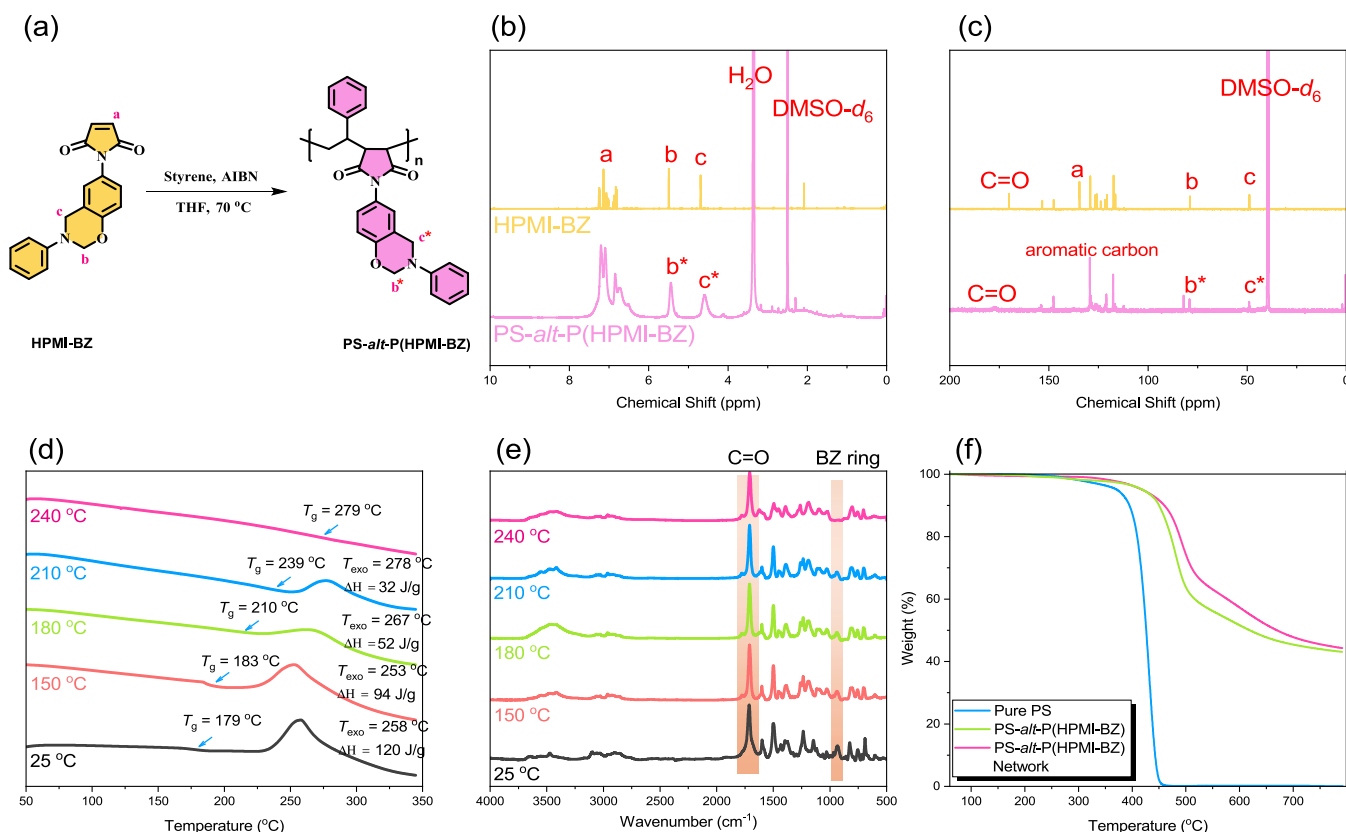 (a)
a
O
O
N
Styrene, AIBN
THF, 70 °C
c
N
O
b
HPMI-BZ
n
O
O
N
c*
O
N
b*
PS-alt-P(HPMI-BZ)
(b)
H₂O
DMSO-d₆
a
b
c
HPMI-BZ
b*
c*
PS-alt-P(HPMI-BZ)
10
8
6
4
2
0
Chemical Shift (ppm)
(c)
DMSO-d₆
C=O
a
b
c
aromatic carbon
C=O
b*
c*
200
150
100
50
0
Chemical Shift (ppm)
(d)
240 °C
Tg = 279 °C
210 °C
Tg = 239 °C
Texo = 278 °C
ΔH = 32 J/g
180 °C
Tg = 210 °C
Texo = 267 °C
ΔH = 52 J/g
150 °C
Tg = 183 °C
Texo = 253 °C
ΔH = 94 J/g
25 °C
Tg = 179 °C
Texo = 258 °C
ΔH = 120 J/g
50
100
150
200
250
300
345
Temperature (°C)
(e)
C=O
BZ ring
240 °C
210 °C
180 °C
150 °C
25 °C
4000
3500
3000
2500
2000
1500
1000
500
Wavenumber (cm⁻¹)
(f)
100
80
60
40
20
0
Weight (%)
Pure PS
PS-alt-P(HPMI-BZ)
PS-alt-P(HPMI-BZ)
Network
100
200
300
400
500
600
700
Temperature (°C)